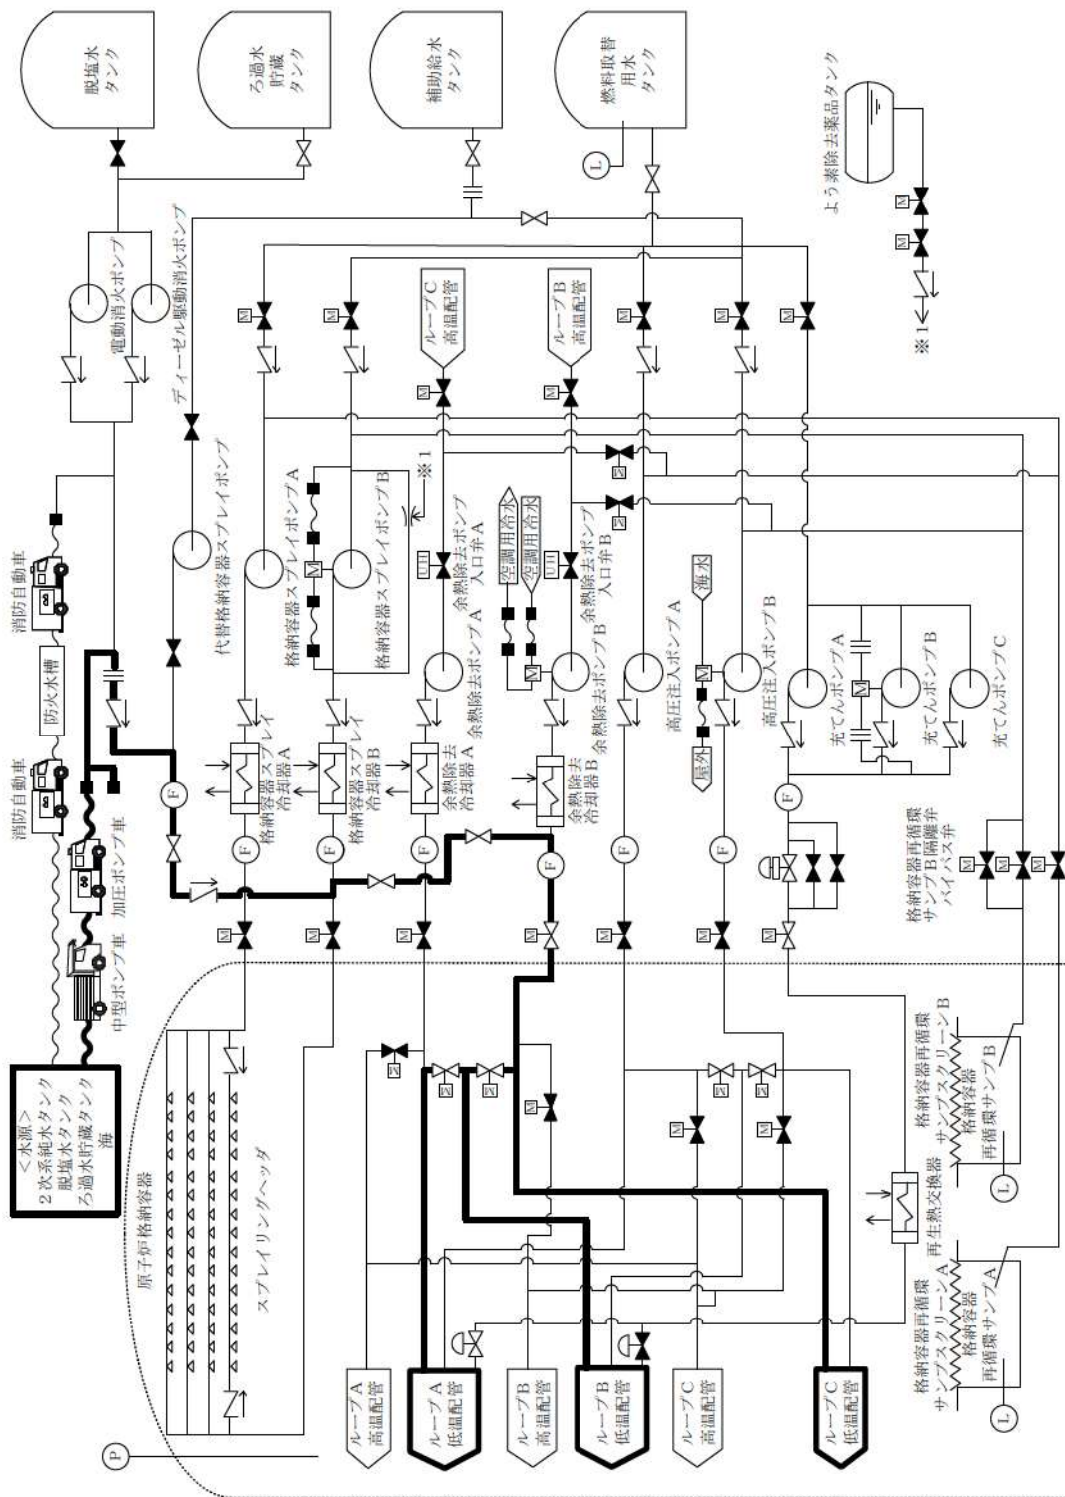 脱塩水
タンク
ろ過水
貯蔵
タンク
補助給水
タンク
燃料取替
用水
タンク
よう素除去薬品タンク
L
M
M
※1
電動消火ポンプ
ディーゼル駆動消火ポンプ
ループC
高温配管
ループB
高温配管
M
M
M
M
M
M
M
M
消防自動車
防火水槽
消防自動車
加圧ポンプ車
中型ポンプ車
<水源>
2次系純水タンク
脱塩水タンク
ろ過水貯蔵タンク
海
代替格納容器スプレイポンプ
格納容器スプレイポンプA
格納容器スプレイポンプB
M
※1
余熱除去ポンプ
入口弁A
空調用冷水
空調用冷水
余熱除去ポンプ
入口弁B
M
M
余熱除去ポンプA
余熱除去ポンプB
M
海水
高圧注入ポンプA
高圧注入ポンプB
M
屋外
充てんポンプA
充てんポンプB
充てんポンプC
M
格納容器スプレイ
冷却器A
格納容器スプレイ
冷却器B
余熱除去
冷却器A
余熱除去
冷却器B
F
F
F
F
F
F
F
F
M
M
M
M
M
M
M
格納容器再循環
サンプB隔離弁
バイパス弁
M
M
M
原子炉格納容器
スプレイリングヘッダ
M
M
M
M
M
M
M
M
格納容器再循環
サンプスクリーンB
格納容器
再循環サンプB
L
再生熱交換器
格納容器再循環
サンプスクリーンA
格納容器
再循環サンプA
L
P
ループA
高温配管
ループA
低温配管
ループB
高温配管
ループB
低温配管
ループC
高温配管
ループC
低温配管